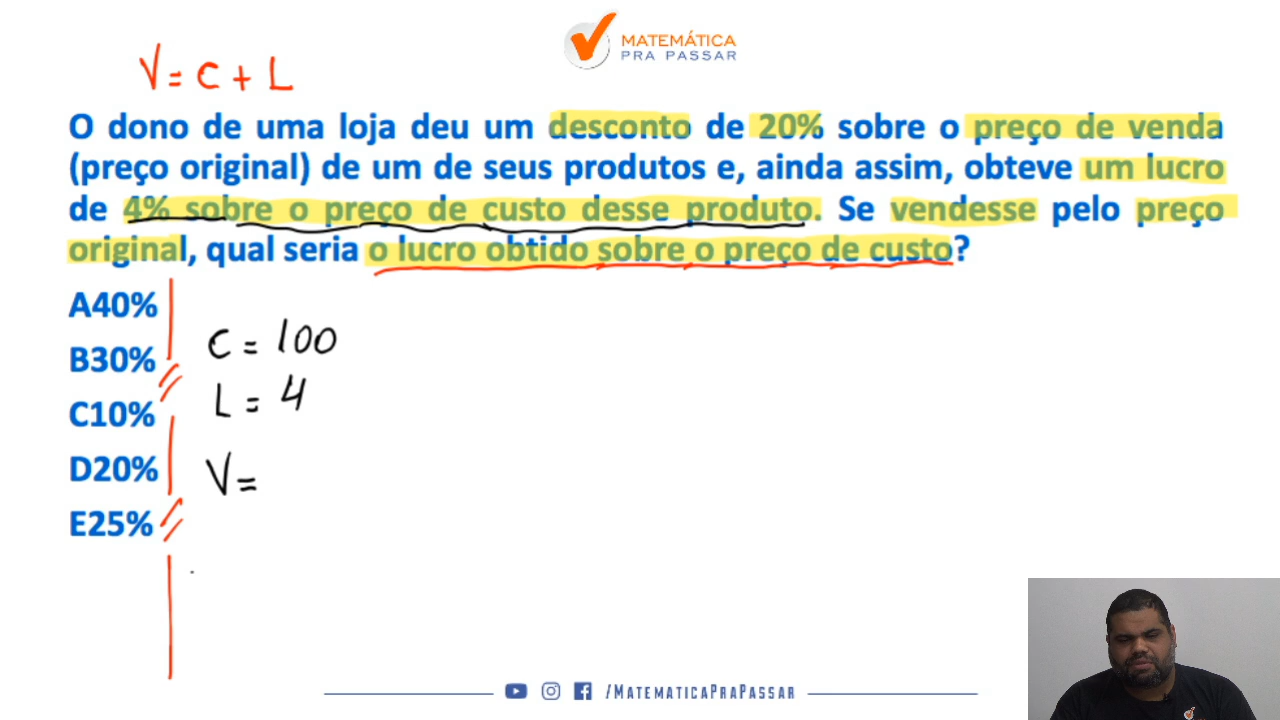 MATEMÁTICA
PRA PASSAR
V = C + L
O dono de uma loja deu um desconto de 20% sobre o preço de venda
(preço original) de um de seus produtos e, ainda assim, obteve um lucro
de 4% sobre o preço de custo desse produto. Se vendesse pelo preço
original, qual seria o lucro obtido sobre o preço de custo?
A40%
B30%
C10%
D20%
E25%
C = 100
L = 4
V =
/MATEMATICAPRAPASSAR